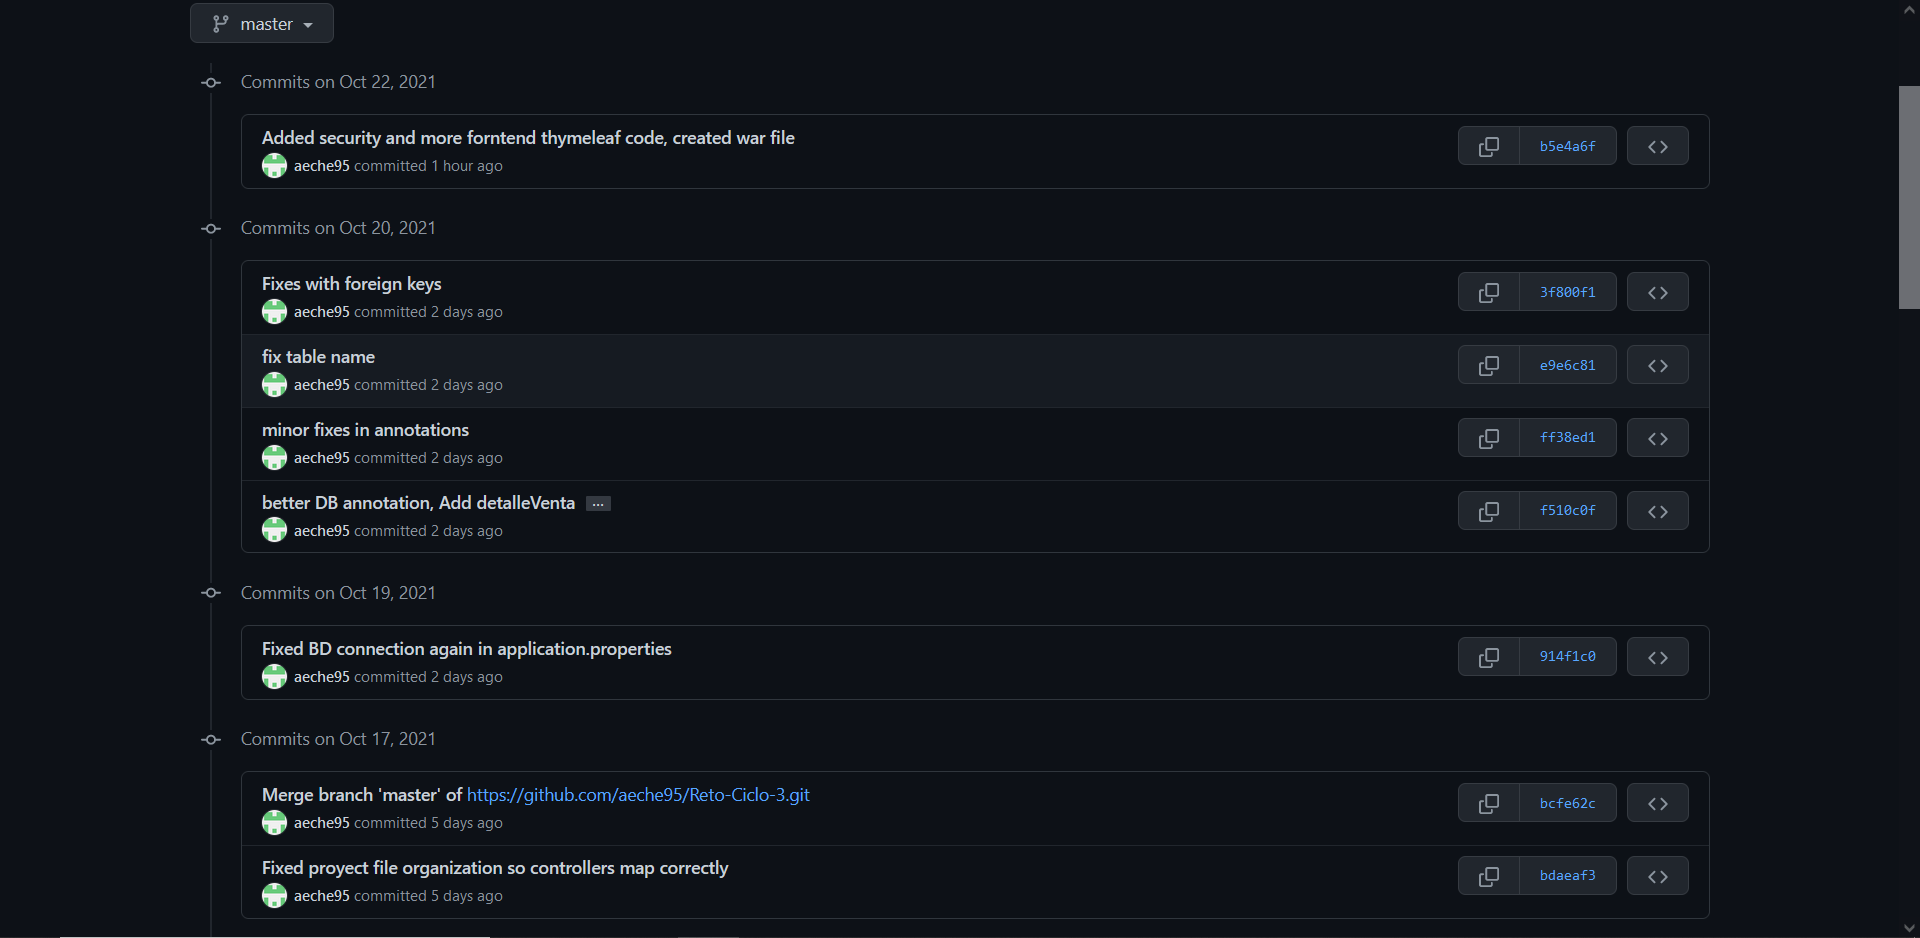 master
Commits on Oct 22, 2021
Added security and more forntend thymeleaf code, created war file
b5e4a6f
aeche95 committed 1 hour ago
Commits on Oct 20, 2021
Fixes with foreign keys
3f800f1
aeche95 committed 2 days ago
fix table name
e9e6c81
aeche95 committed 2 days ago
minor fixes in annotations
ff38ed1
aeche95 committed 2 days ago
better DB annotation, Add detalleVenta ...
f510c0f
aeche95 committed 2 days ago
Commits on Oct 19, 2021
Fixed BD connection again in application.properties
914f1c0
aeche95 committed 2 days ago
Commits on Oct 17, 2021
Merge branch 'master' of https://github.com/aeche95/Reto-Ciclo-3.git
bcfe62c
aeche95 committed 5 days ago
Fixed proyect file organization so controllers map correctly
bdaeaf3
aeche95 committed 5 days ago